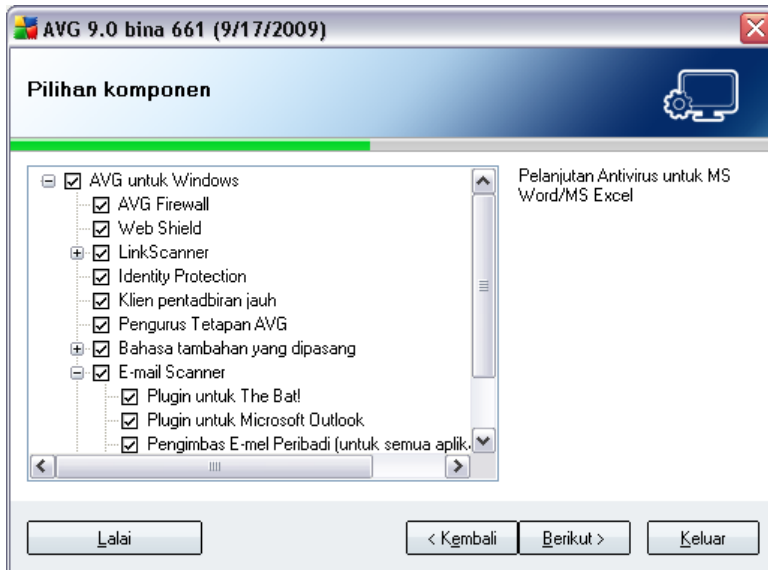 AVG 9.0 bina 661 (9/17/2009)
Pilihan komponen
AVG untuk Windows
AVG Firewall
Web Shield
LinkScanner
Identity Protection
Klien pentadbiran jauh
Pengurus Tetapan AVG
Bahasa tambahan yang dipasang
E-mail Scanner
Plugin untuk The Bat!
Plugin untuk Microsoft Outlook
Pengimbas E-mel Peribadi (untuk semua aplik
Pelanjutan Antivirus untuk MS
Word/MS Excel
Lalai
< Kembali
Berikut >
Keluar